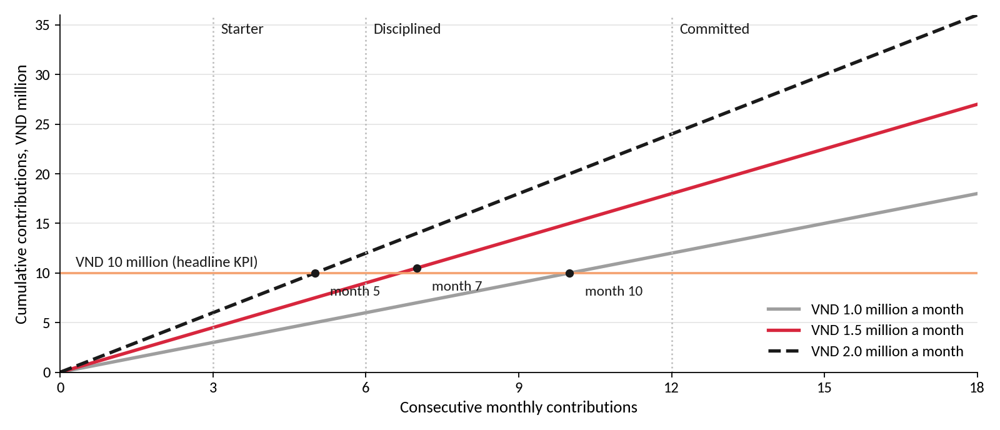 Starter
Disciplined
Committed
Cumulative contributions, VND million
35
30
25
20
15
10
5
0
VND 10 million (headline KPI)
month 5
month 7
month 10
VND 1.0 million a month
VND 1.5 million a month
VND 2.0 million a month
0
3
6
9
12
15
18
Consecutive monthly contributions